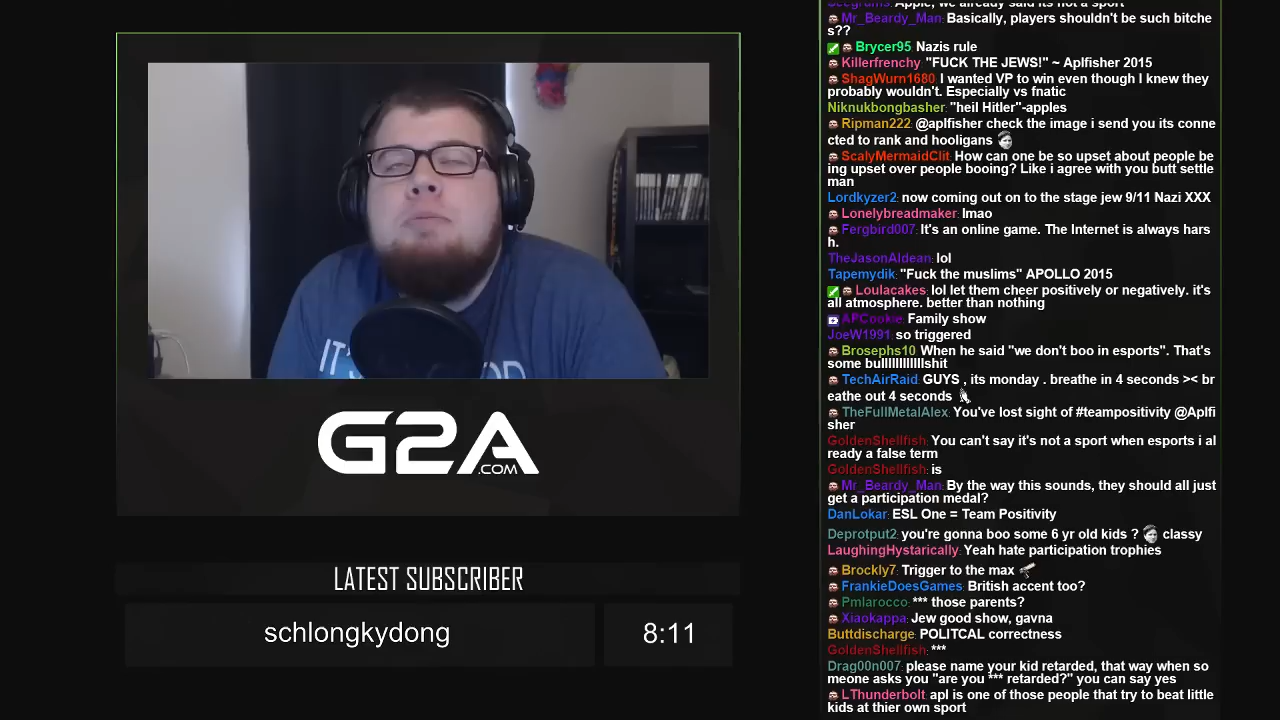 IT'S
G2A
.COM
LATEST SUBSCRIBER
schlongkydong
8:11
Seegrums: Apple, we already said its not a sport
Mr_Beardy_Man: Basically, players shouldn't be such bitche
s??
Brycer95: Nazis rule
Killerfrenchy: "FUCK THE JEWS!" ~ Aplfisher 2015
ShagWurn1680: I wanted VP to win even though I knew they
probably wouldn't. Especially vs fnatic
Niknukbongbasher: "heil Hitler"-apples
Ripman222: @aplfisher check the image i send you its conne
cted to rank and hooligans
ScalyMermaidClit: How can one be so upset about people be
ing upset over people booing? Like i agree with you butt settle
man
Lordkyzer2: now coming out on to the stage jew 9/11 Nazi XXX
Lonelybreadmaker: lmao
Fergbird007: It's an online game. The Internet is always hars
h.
TheJasonAldean: lol
Tapemydik: "Fuck the muslims" APOLLO 2015
Loulacakes: lol let them cheer positively or negatively. it's
all atmosphere. better than nothing
APCookie: Family show
JoeW1991: so triggered
Brosephs10: When he said "we don't boo in esports". That's
some bulllllllllllllshit
TechAirRaid: GUYS , its monday . breathe in 4 seconds >< br
eathe out 4 seconds
TheFullMetalAlex: You've lost sight of #teampositivity @Aplfi
sher
GoldenShellfish: You can't say it's not a sport when esports i al
ready a false term
GoldenShellfish: is
Mr_Beardy_Man: By the way this sounds, they should all just
get a participation medal?
DanLokar: ESL One = Team Positivity
Deprotput2: you're gonna boo some 6 yr old kids ? classy
LaughingHystarically: Yeah hate participation trophies
Brockly7: Trigger to the max
FrankieDoesGames: British accent too?
Pmlarocco: *** those parents?
Xiaokappa: Jew good show, gavna
Buttdischarge: POLITCAL correctness
GoldenShellfish: ***
Drag00n007: please name your kid retarded, that way when so
meone asks you "are you *** retarded?" you can say yes
LThunderbolt: apl is one of those people that try to beat little
kids at thier own sport